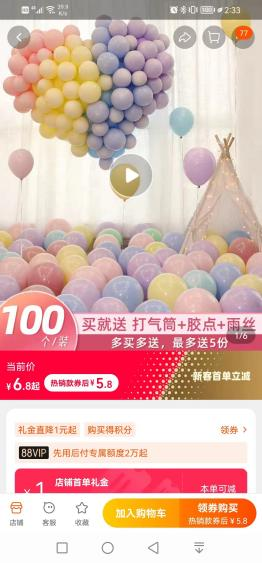 39.9
K/s
2:33
77
100
个/装
买就送 打气筒+胶点+雨丝
多买多送，最多送5份
1/6
当前价
¥6.8起
热销款券后¥5.8
新客首单立减
礼金直降1元起
购买得积分
领券 >
88VIP
先用后付专属额度2万起
¥1
店铺首单礼金
本单可减
店铺
客服
收藏
加入购物车
领券购买
热销款券后 ¥ 5.8